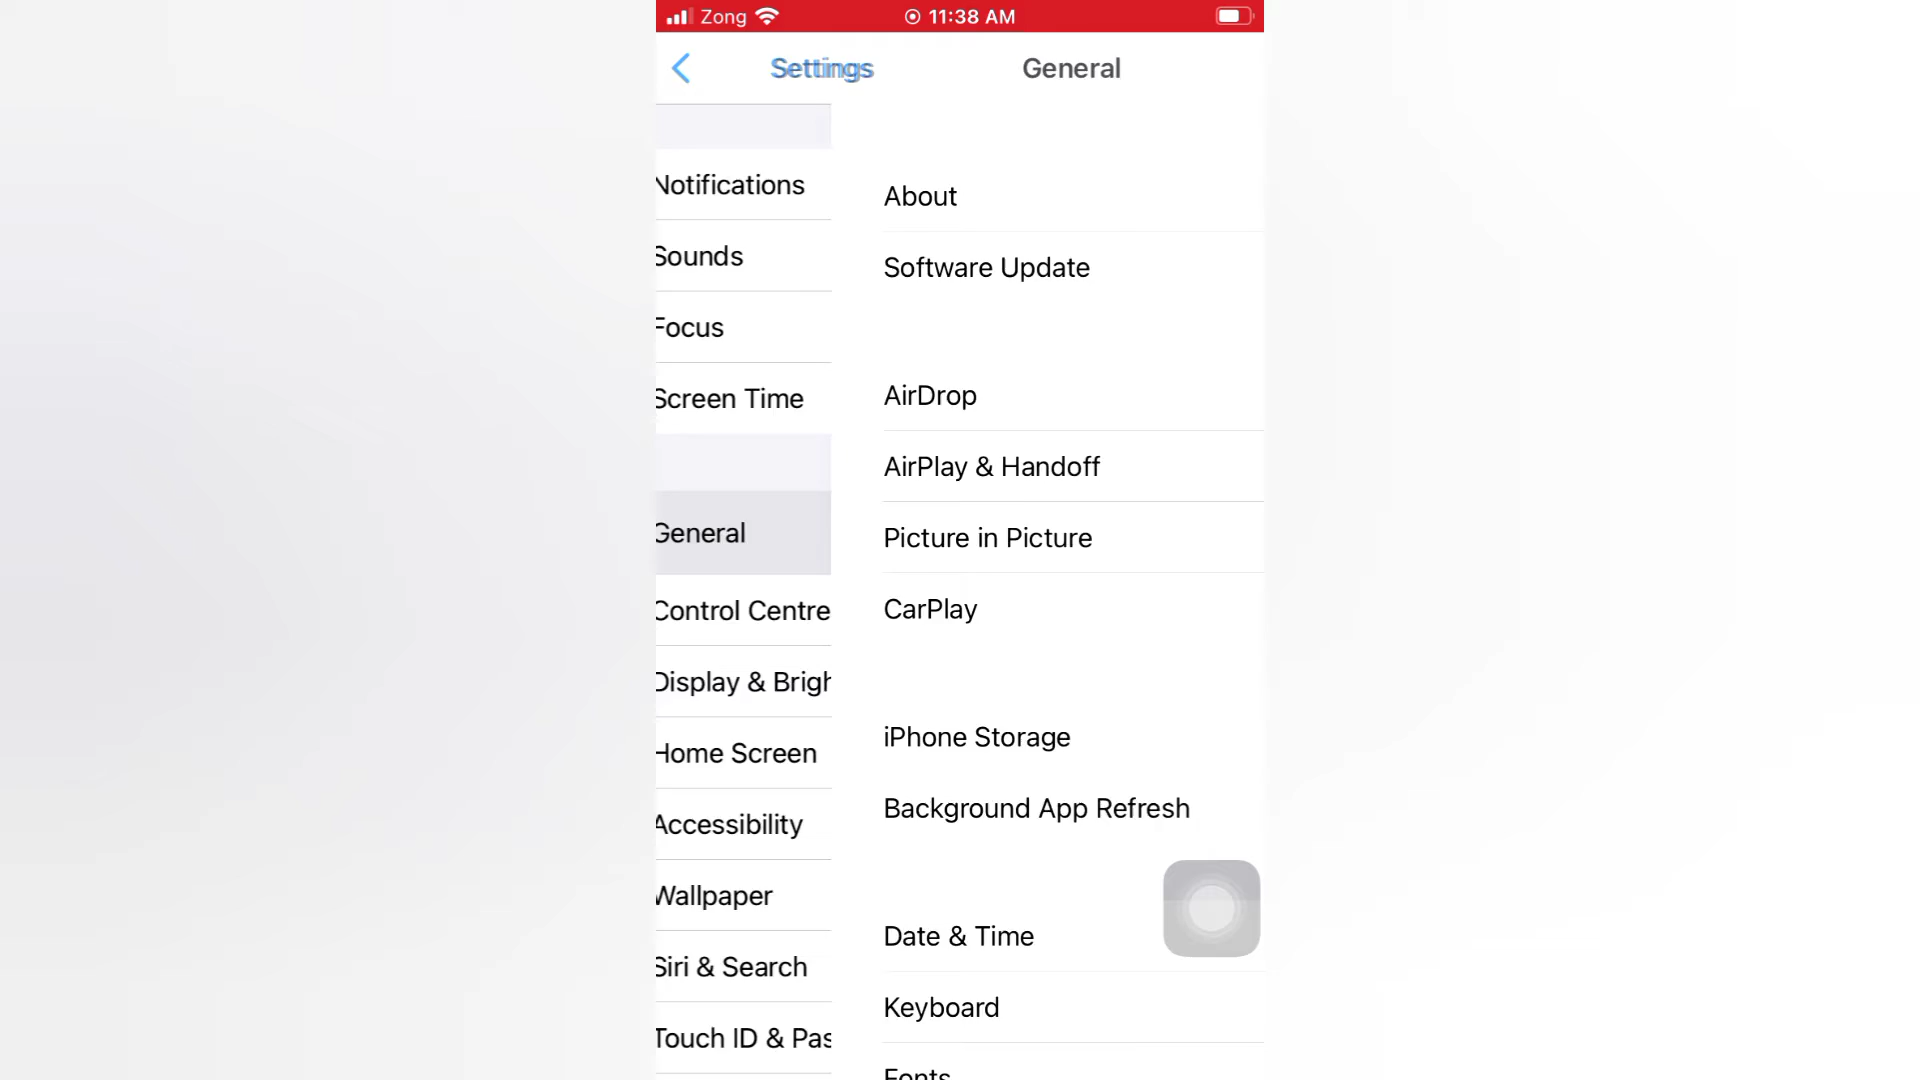 Zong 11:38 AM
Settings General
Notifications
Sounds
Focus
Screen Time
General
Control Centre
Display & Brigh
Home Screen
Accessibility
Wallpaper
Siri & Search
Touch ID & Pas
About
Software Update
AirDrop
AirPlay & Handoff
Picture in Picture
CarPlay
iPhone Storage
Background App Refresh
Date & Time
Keyboard
Fonts